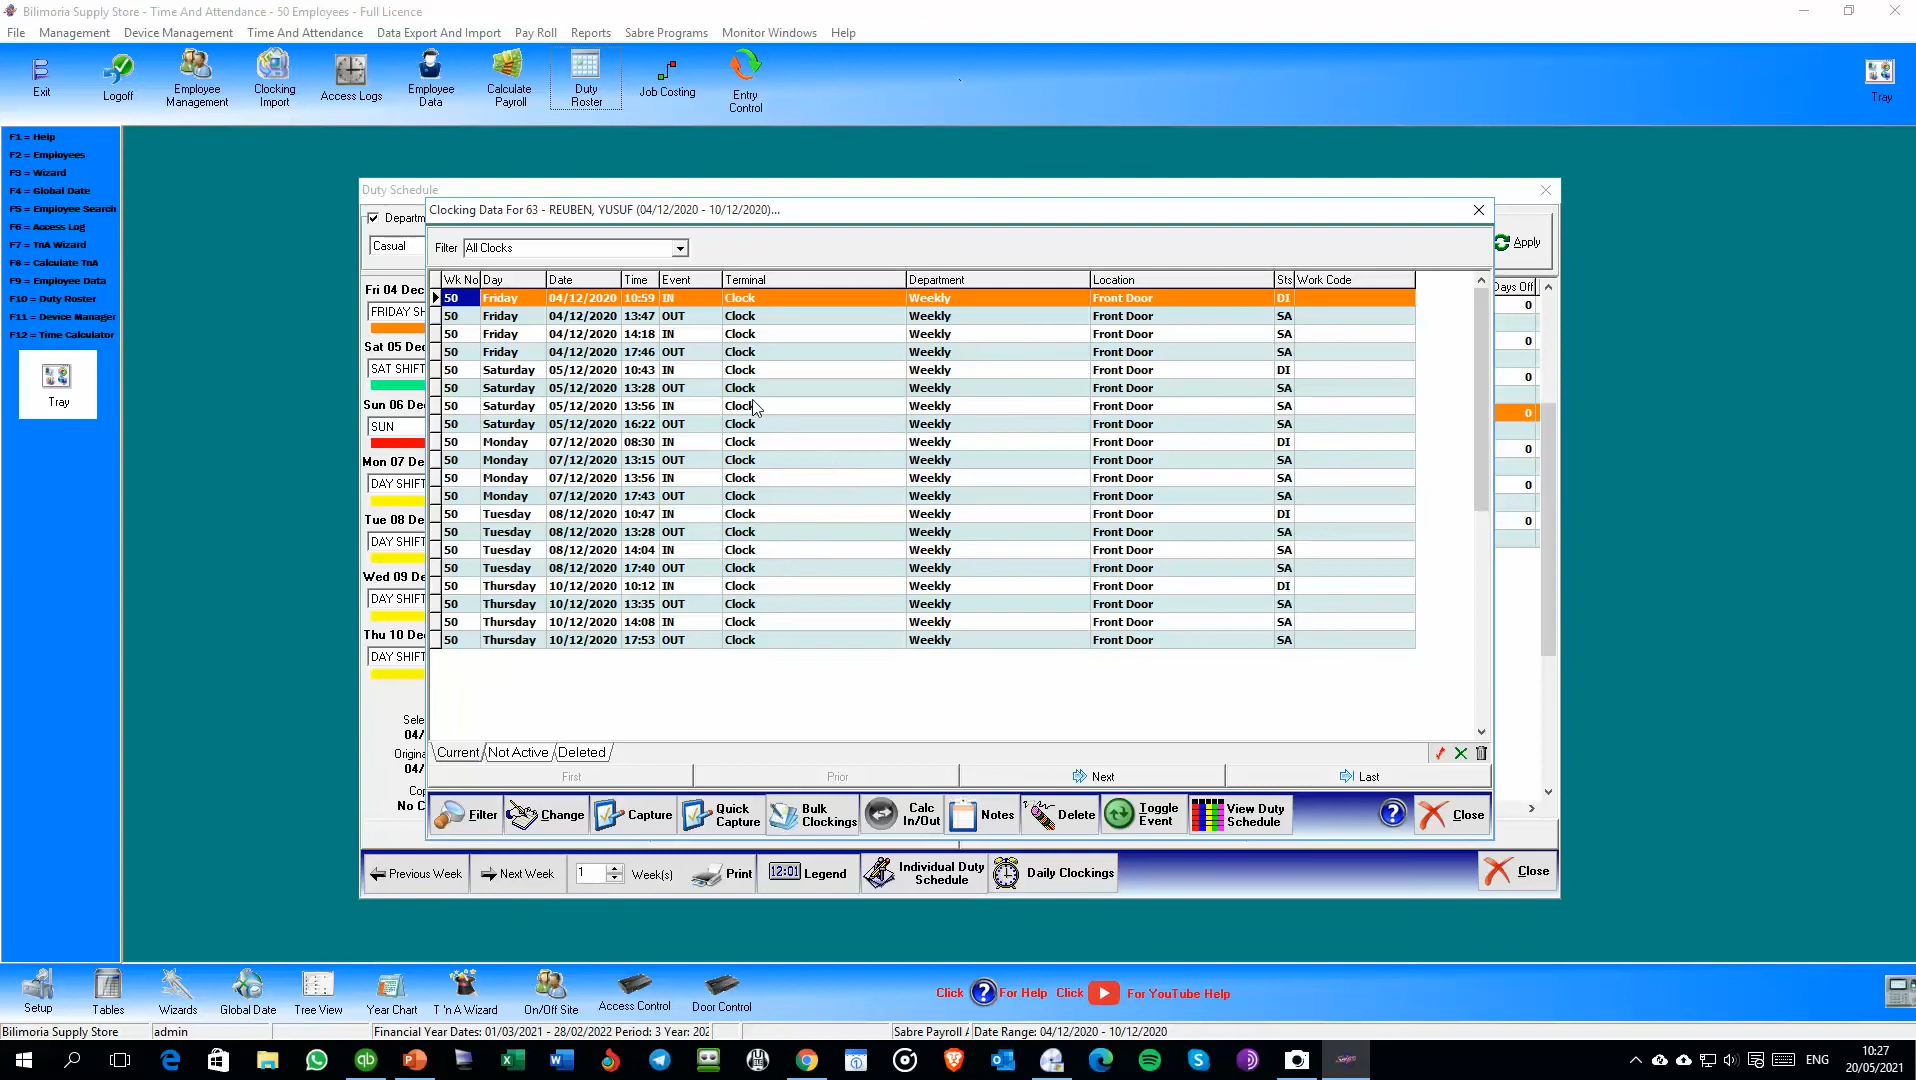 Bilimoria Supply Store - Time And Attendance - 50 Employees - Full Licence
File Management Device Management Time And Attendance Data Export And Import Pay Roll Reports Sabre Programs Monitor Windows Help
Exit
Logoff
Employee Management
Clocking Import
Access Logs
Employee Data
Calculate Payroll
Duty Roster
Job Costing
Entry Control
Tray
F1 = Help
F2 = Employees
F3 = Wizard
F4 = Global Date
F5 = Employee Search
F6 = Access Log
F7 = TnA Wizard
F8 = Calculate TnA
F9 = Employee Data
F10 = Duty Roster
F11 = Device Manager
F12 = Time Calculator
Tray
Duty Schedule
Casual
Fri 04 Dec
Sat 05 Dec
SAT SHIFT
SUN
DAY SHIFT
DAY SHIFT
DAY SHIFT
DAY SHIFT
Apply
Days Off
0
0
0
0
0
0
0
Clocking Data For 63 - REUBEN, YUSUF (04/12/2020 - 10/12/2020)...
Filter All Clocks
Wk No Day Date Time Event Terminal Department Location Sts Work Code
50 Friday 04/12/2020 10:59 IN Clock Weekly Front Door DI
50 Friday 04/12/2020 13:47 OUT Clock Weekly Front Door SA
50 Friday 04/12/2020 14:18 IN Clock Weekly Front Door SA
50 Friday 04/12/2020 17:46 OUT Clock Weekly Front Door SA
50 Saturday 05/12/2020 10:43 IN Clock Weekly Front Door DI
50 Saturday 05/12/2020 13:28 OUT Clock Weekly Front Door SA
50 Saturday 05/12/2020 13:56 IN Clock Weekly Front Door SA
50 Saturday 05/12/2020 16:22 OUT Clock Weekly Front Door SA
50 Monday 07/12/2020 08:30 IN Clock Weekly Front Door DI
50 Monday 07/12/2020 13:15 OUT Clock Weekly Front Door SA
50 Monday 07/12/2020 13:56 IN Clock Weekly Front Door SA
50 Monday 07/12/2020 17:43 OUT Clock Weekly Front Door SA
50 Tuesday 08/12/2020 10:47 IN Clock Weekly Front Door DI
50 Tuesday 08/12/2020 13:28 OUT Clock Weekly Front Door SA
50 Tuesday 08/12/2020 14:04 IN Clock Weekly Front Door SA
50 Tuesday 08/12/2020 17:40 OUT Clock Weekly Front Door SA
50 Thursday 10/12/2020 10:12 IN Clock Weekly Front Door DI
50 Thursday 10/12/2020 13:35 OUT Clock Weekly Front Door SA
50 Thursday 10/12/2020 14:08 IN Clock Weekly Front Door SA
50 Thursday 10/12/2020 17:53 OUT Clock Weekly Front Door SA
Current Not Active Deleted
First Prior Next Last
Filter Change Capture Quick Capture Bulk Clockings Calc In/Out Notes Delete Toggle Event View Duty Schedule Close
Previous Week Next Week 1 Week(s) Print 12:01 Legend Individual Duty Schedule Daily Clockings Close
Setup Tables Wizards Global Date Tree View Year Chart T 'n A Wizard On/Off Site Access Control Door Control
Click For Help Click For YouTube Help
Bilimoria Supply Store admin Financial Year Dates: 01/03/2021 - 28/02/2022 Period: 3 Year: 202 Sabre Payroll Date Range: 04/12/2020 - 10/12/2020
ENG
10:27
20/05/2021